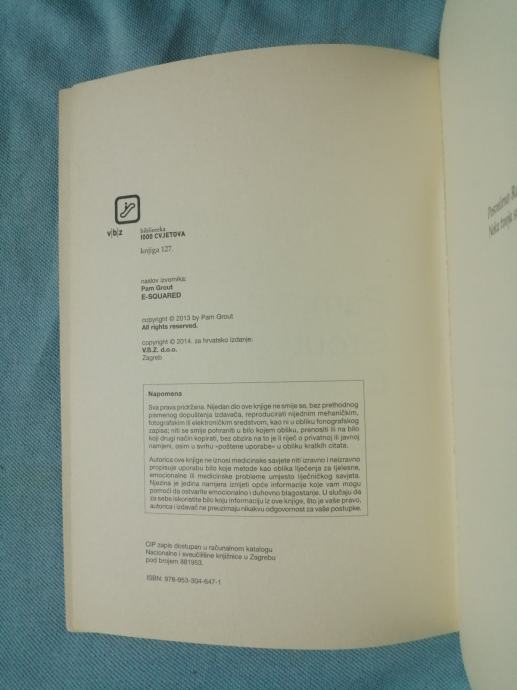 v|b|z
biblioteka
1000 CVJETOVA
knjiga 127.
naslov izvornika:
Pam Grout
E-SQUARED
copyright © 2013 by Pam Grout
All rights reserved.
copyright © 2014. za hrvatsko izdanje:
V.B.Z. d.o.o.
Zagreb
Napomena
Sva prava pridržana. Nijedan dio ove knjige ne smije se, bez prethodnog
pismenog dopuštenja izdavača, reproducirati nijednim mehaničkim,
fotografskim ili elektroničkim sredstvom, kao ni u obliku fonografskog
zapisa; niti se smije pohraniti u bilo kojem obliku, prenositi ili na bilo
koji drugi način kopirati, bez obzira na to je li riječ o privatnoj ili javnoj
namjeni, osim u svrhu »poštene uporabe« u obliku kratkih citata.
Autorica ove knjige ne iznosi medicinske savjete niti izravno i neizravno
propisuje uporabu bilo koje metode kao oblika liječenja za tjelesne,
emocionalne ili medicinske probleme umjesto liječničkog savjeta.
Njezina je jedina namjera iznijeti opće informacije koje vam mogu
pomoći da ostvarite emocionalno i duhovno blagostanje. U slučaju da
za sebe iskoristite bilo koju informaciju iz ove knjige, što je vaše pravo,
autorica i izdavač ne preuzimaju nikakvu odgovornost za vaše postupke.
CIP zapis dostupan u računalnom katalogu
Nacionalne i sveučilišne knjižnice u Zagrebu
pod brojem 881953.
ISBN: 978-953-304-647-1